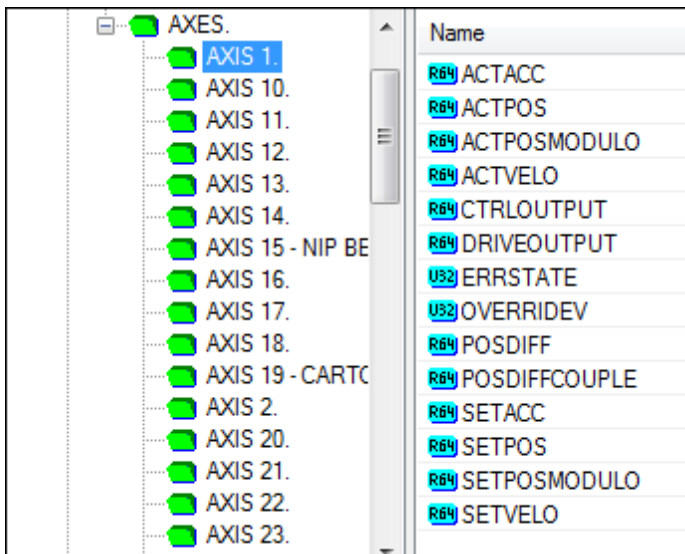 AXES.
AXIS 1.
AXIS 10.
AXIS 11.
AXIS 12.
AXIS 13.
AXIS 14.
AXIS 15 - NIP BE
AXIS 16.
AXIS 17.
AXIS 18.
AXIS 19 - CARTO
AXIS 2.
AXIS 20.
AXIS 21.
AXIS 22.
AXIS 23.
Name
R64 ACTACC
R64 ACTPOS
R64 ACTPOSMODULO
R64 ACTVELO
R64 CTRLOUTPUT
R64 DRIVEOUTPUT
U32 ERRSTATE
U32 OVERRIDEV
R64 POSDIFF
R64 POSDIFFCOUPLE
R64 SETACC
R64 SETPOS
R64 SETPOSMODULO
R64 SETVELO